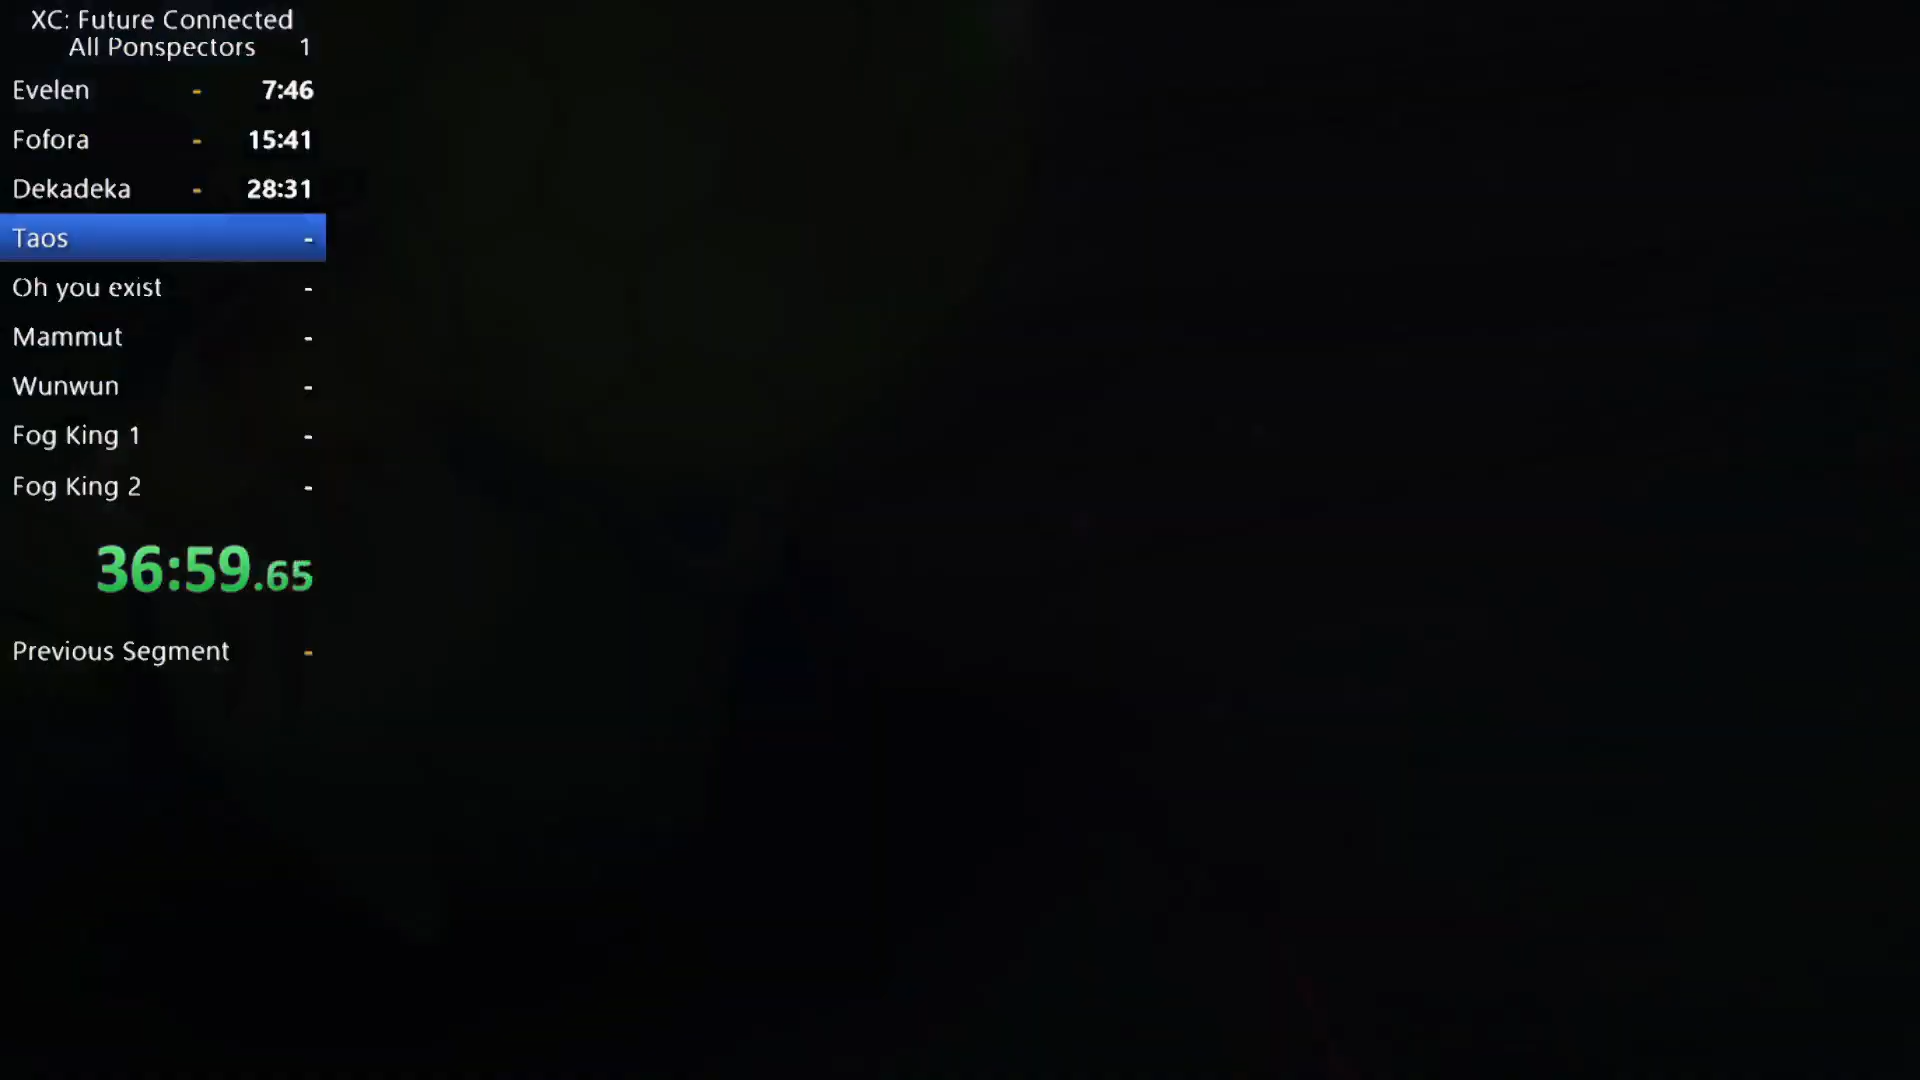 XC: Future Connected
All Ponspectors 1
Evelen - 7:46
Fofora - 15:41
Dekadeka - 28:31
Taos -
Oh you exist -
Mammut -
Wunwun -
Fog King 1 -
Fog King 2 -
36:59.65
Previous Segment -